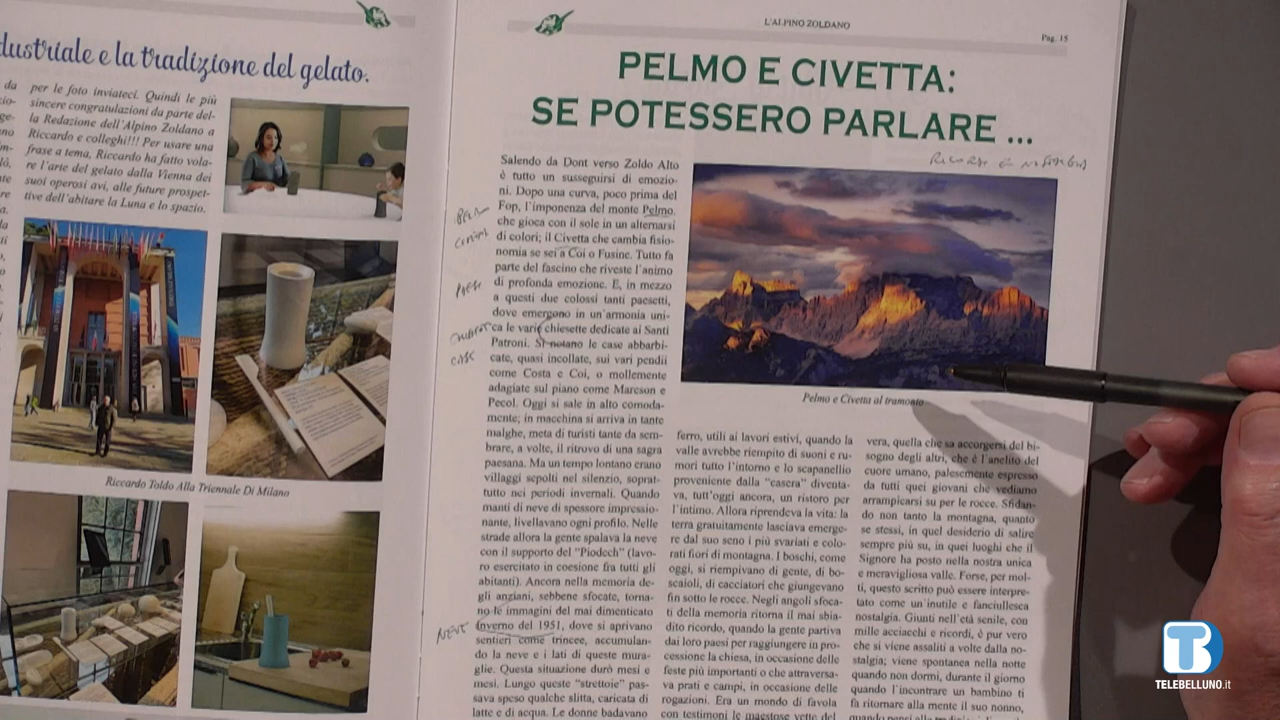 dustriale e la tradizione del gelato.
per le foto inviateci. Quindi le più
sincere congratulazioni da parte del-
la Redazione dell'Alpino Zoldano a
Riccardo e colleghi!!! Per usare una
frase a tema, Riccardo ha fatto vola-
re l'arte del gelato dalla Vienna dei
suoi operosi avi, alle future prospet-
tive dell'abitare la Luna e lo spazio.
Riccardo Toldo Alla Triennale Di Milano
L'ALPINO ZOLDANO
Pag. 15
PELMO E CIVETTA:
SE POTESSERO PARLARE ...
Salendo da Dont verso Zoldo Alto
è tutto un susseguirsi di emozio-
ni. Dopo una curva, poco prima del
Fop, l'imponenza del monte Pelmo,
che gioca con il sole in un alternarsi
di colori; il Civetta che cambia fisio-
nomia se sei a Coi o Fusine. Tutto fa
parte del fascino che riveste l'animo
di profonda emozione. E, in mezzo
a questi due colossi tanti paesetti,
dove emergono in un'armonia uni-
ca le varie chiesette dedicate ai Santi
Patroni. Si notano le case abbarbi-
cate, quasi incollate, sui vari pendii
come Costa e Coi, o mollemente
adagiate sul piano come Mareson e
Pecol. Oggi si sale in alto comoda-
mente; in macchina si arriva in tante
malghe, meta di turisti tante da sem-
brare, a volte, il ritrovo di una sagra
paesana. Ma un tempo lontano erano
villaggi sepolti nel silenzio, soprat-
tutto nei periodi invernali. Quando
manti di neve di spessore impressio-
nante, livellavano ogni profilo. Nelle
strade allora la gente spalava la neve
con il supporto del "Piodech" (lavo-
ro esercitato in coesione fra tutti gli
abitanti). Ancora nella memoria de-
gli anziani, sebbene sfocate, torna-
no le immagini del mai dimenticato
inverno del 1951, dove si aprivano
sentieri come trincee, accumulan-
do la neve e i lati di queste mura-
glie. Questa situazione durò mesi e
mesi. Lungo queste "strettoie" pas-
sava speso qualche slitta, caricata di
latte e di acqua. Le donne badavano
NEVE
CASE
PAESI
Pelmo e Civetta al tramonto
ferro, utili ai lavori estivi, quando la
valle avrebbe riempito di suoni e ru-
mori tutto l'intorno e lo scapanellio
proveniente dalla "casera" diventa-
va, tutt'oggi ancora, un ristoro per
l'intimo. Allora riprendeva la vita: la
terra gratuitamente lasciava emerge-
re dal suo seno i più svariati e colo-
rati fiori di montagna. I boschi, come
oggi, si riempivano di gente, di bo-
scaioli, di cacciatori che giungevano
fin sotto le rocce. Negli angoli sfoca-
ti della memoria ritorna il mai sbia-
dito ricordo, quando la gente partiva
dai loro paesi per raggiungere in pro-
cessione la chiesa, in occasione delle
feste più importanti o che attraversa-
va prati e campi, in occasione delle
rogazioni. Era un mondo di favola
con testimoni le maestose vette del
vera, quella che sa accorgersi del bi-
sogno degli altri, che è l'anelito del
cuore umano, palesemente espresso
da tutti quei giovani che vediamo
arrampicarsi su per le rocce. Sfidan-
do non tanto la montagna, quanto
se stessi, in quel desiderio di salire
sempre più su, in quei luoghi che il
Signore ha posto nella nostra unica
e meravigliosa valle. Forse, per mol-
ti, questo scritto può essere interpre-
tato come un'inutile e fanciullesca
nostalgia. Giunti nell'età senile, con
mille acciacchi e ricordi, è pur vero
che si viene assaliti a volte dalla no-
stalgia; viene spontanea nella notte
quando non dormi, durante il giorno
quando l'incontrare un bambino ti
fa ritornare alla mente il suo nonno,
TELEBELLUNO.it